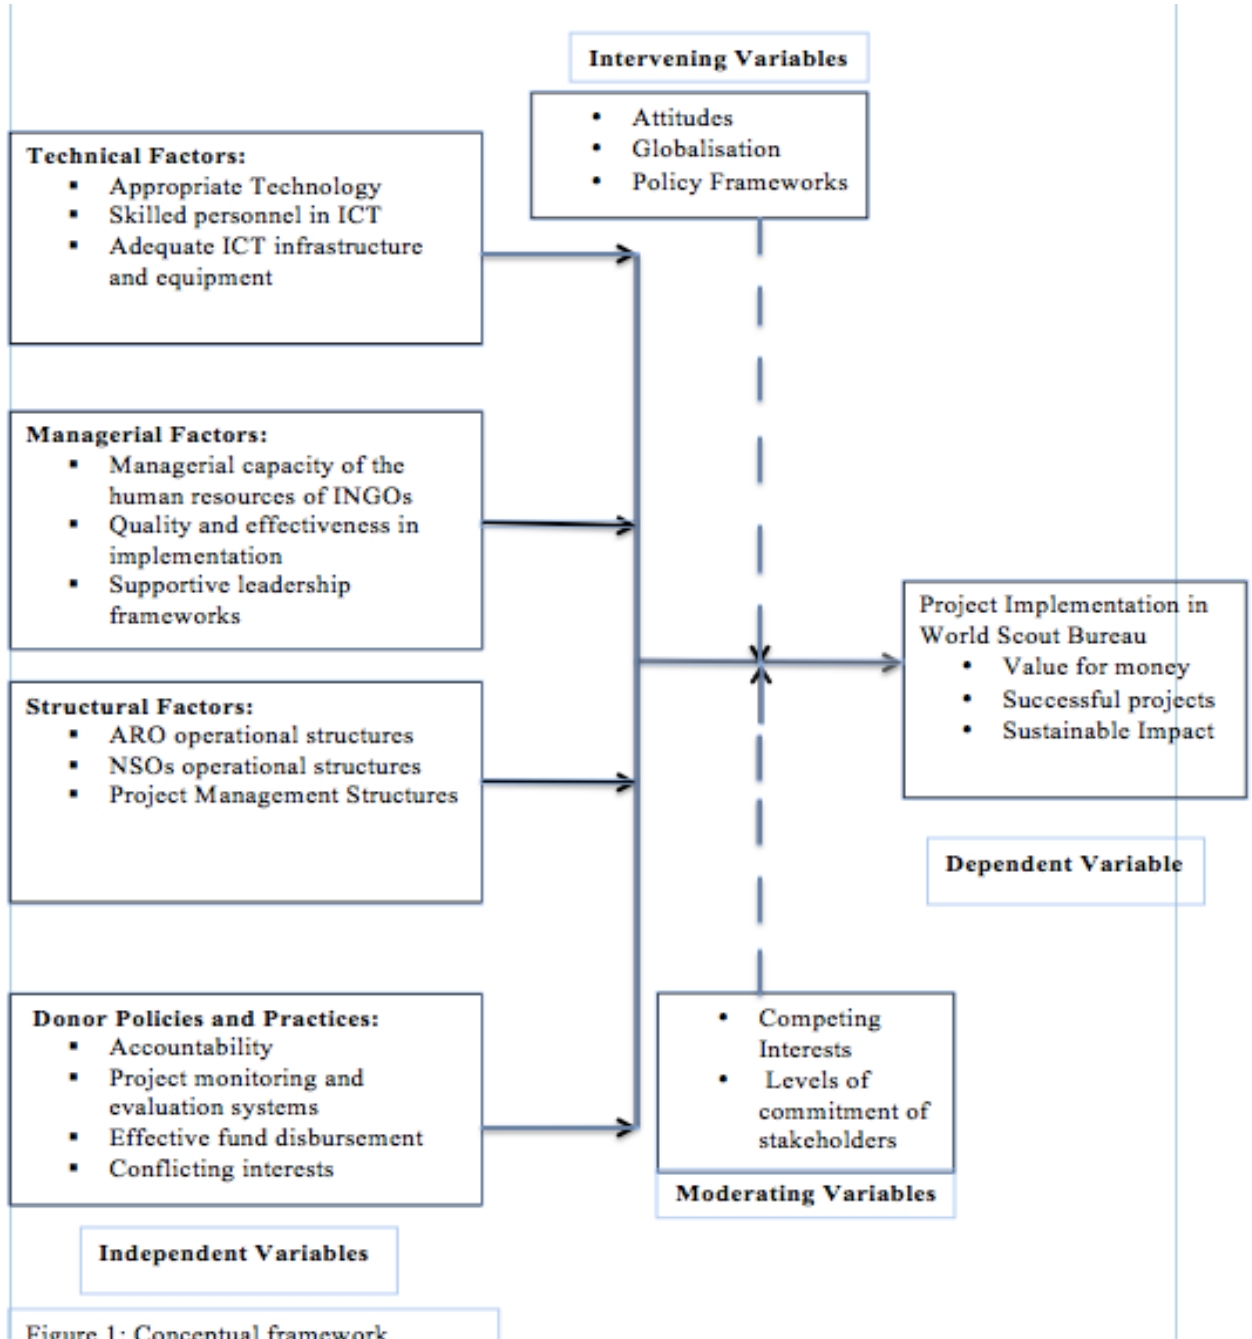 Intervening Variables
• Attitudes
• Globalisation
• Policy Frameworks
Technical Factors:
▪ Appropriate Technology
▪ Skilled personnel in ICT
▪ Adequate ICT infrastructure
and equipment
Managerial Factors:
▪ Managerial capacity of the
human resources of INGOs
▪ Quality and effectiveness in
implementation
▪ Supportive leadership
frameworks
Structural Factors:
▪ ARO operational structures
▪ NSOs operational structures
▪ Project Management Structures
Donor Policies and Practices:
▪ Accountability
▪ Project monitoring and
evaluation systems
▪ Effective fund disbursement
▪ Conflicting interests
Independent Variables
Project Implementation in
World Scout Bureau
• Value for money
• Successful projects
• Sustainable Impact
Dependent Variable
• Competing
Interests
• Levels of
commitment of
stakeholders
Moderating Variables
Figure 1: Conceptual framework